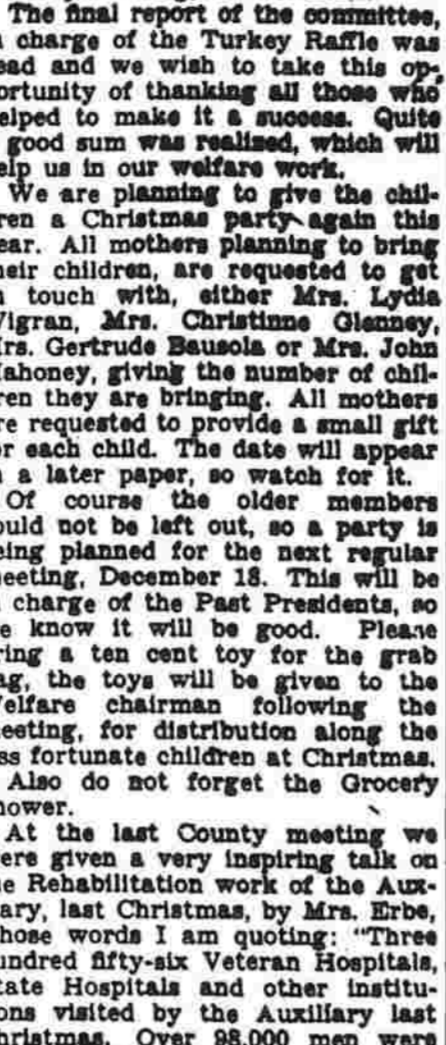 The final report of the committee,
charge of the Turkey Raffle was
ead and we wish to take this op-
ortunity of thanking all those who
elped to make it a success. Quite
good sum was realized, which will
elp us in our welfare work.
We are planning to give the chil-
ren a Christmas party again this
ear. All mothers planning to bring
heir children, are requested to get
n touch with, either Mrs. Lydia
Vigran, Mrs. Christinne Glenney,
rs. Gertrude Bausola or Mrs. John
Mahoney, giving the number of chil-
ren they are bringing. All mothers
re requested to provide a small gift
or each child. The date will appear
n a later paper, so watch for it.
Of course the older members
ould not be left out, so a party is
eing planned for the next regular
meeting, December 18. This will be
charge of the Past Presidents, so
e know it will be good. Please
ring a ten cent toy for the grab
ag, the toys will be given to the
Welfare chairman following the
meeting, for distribution along the
ss fortunate children at Christmas.
Also do not forget the Grocery
hower.
At the last County meeting we
ere given a very inspiring talk on
he Rehabilitation work of the Aux-
iary, last Christmas, by Mrs. Erbe,
hose words I am quoting: "Three
undred fifty-six Veteran Hospitals,
tate Hospitals and other institu-
ons visited by the Auxiliary last
hristmas. Over 98,000 men were